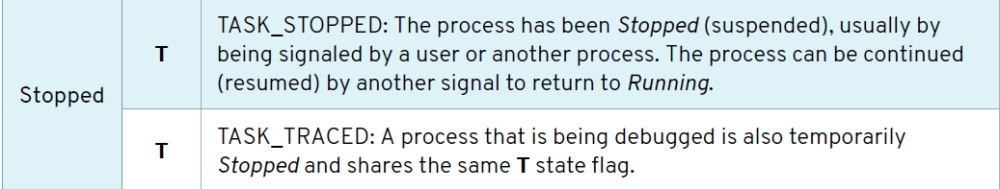 Stopped
T
TASK_STOPPED: The process has been Stopped (suspended), usually by
being signaled by a user or another process. The process can be continued
(resumed) by another signal to return to Running.
T
TASK_TRACED: A process that is being debugged is also temporarily
Stopped and shares the same T state flag.